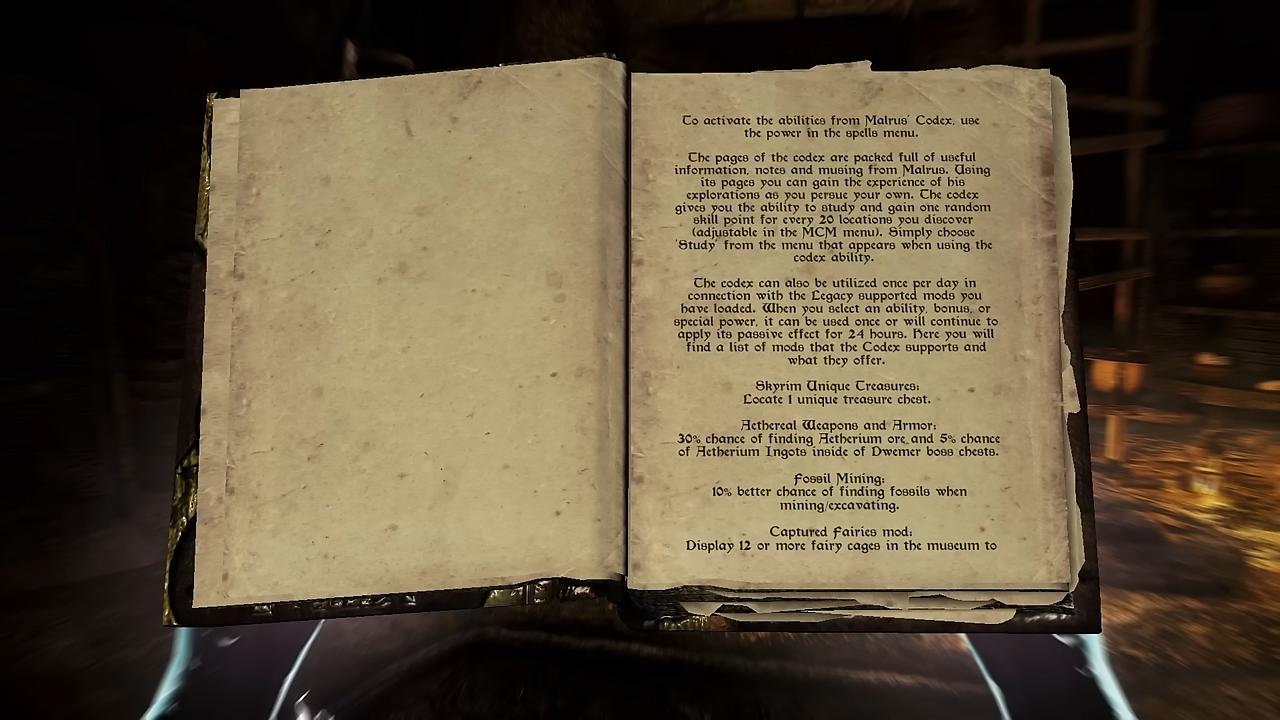 To activate the abilities from Malrus' Codex, use
the power in the spells menu.
The pages of the codex are packed full of useful
information, notes and musing from Malrus. Using
its pages you can gain the experience of his
explorations as you persue your own. The codex
gives you the ability to study and gain one random
skill point for every 20 locations you discover
(adjustable in the MCM menu). Simply choose
'Study' from the menu that appears when using the
codex ability.
The codex can also be utilized once per day in
connection with the Legacy supported mods you
have loaded. When you select an ability, bonus, or
special power, it can be used once or will continue to
apply its passive effect for 24 hours. Here you will
find a list of mods that the Codex supports and
what they offer.
Skyrim Unique Treasures:
Locate 1 unique treasure chest.
Aethereal Weapons and Armor:
30% chance of finding Aetherium ore and 5% chance
of Aetherium Ingots inside of Dwemer boss chests.
Fossil Mining:
10% better chance of finding fossils when
mining/excavating.
Captured Fairies mod:
Display 12 or more fairy cages in the museum to